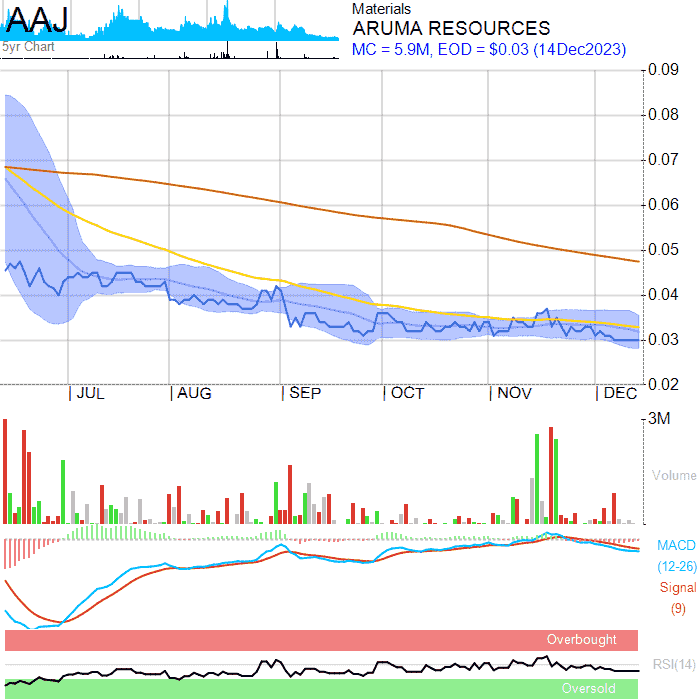 AAJ
5yr Chart
Materials
ARUMA RESOURCES
MC = 5.9M, EOD = $0.03 (14Dec2023)
0.09
0.08
0.07
0.06
0.05
0.04
0.03
0.02
JUL AUG SEP OCT NOV DEC
3M
Volume
MACD
(12-26)
Signal
(9)
Overbought
RSI(14)
Oversold